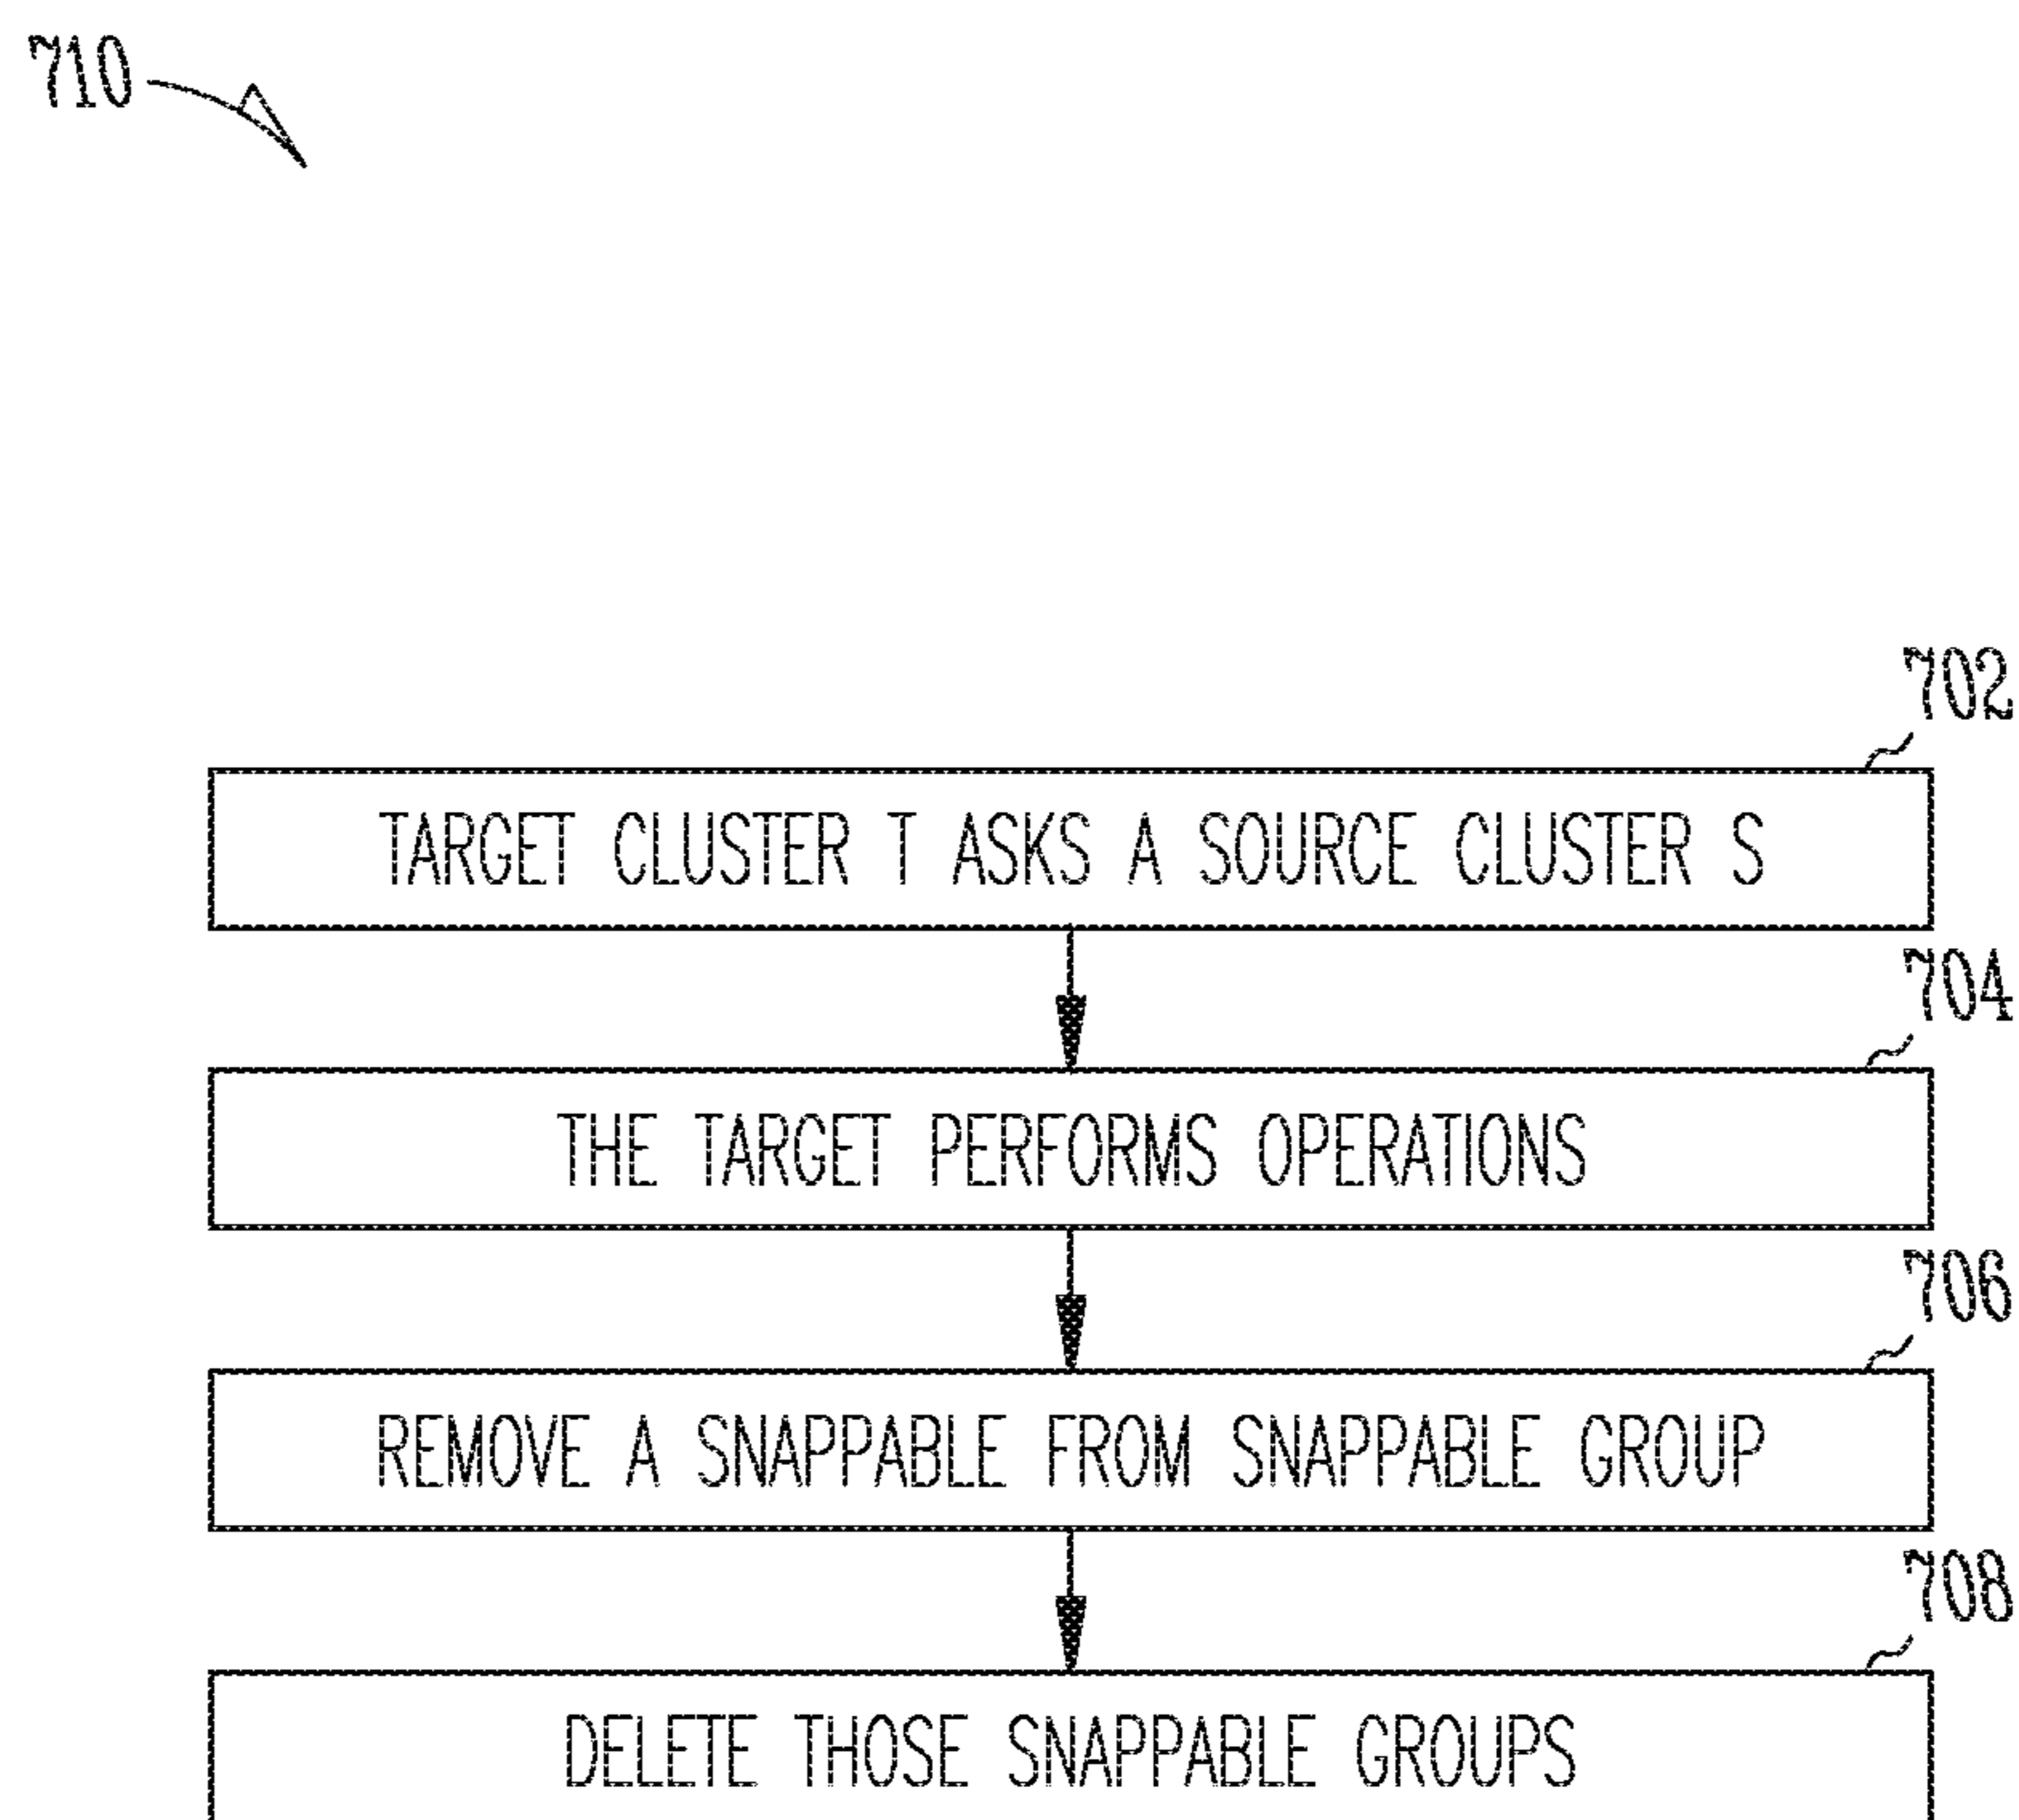 710
702
TARGET CLUSTER T ASKS A SOURCE CLUSTER S
704
THE TARGET PERFORMS OPERATIONS
706
REMOVE A SNAPPABLE FROM SNAPPABLE GROUP
708
DELETE THOSE SNAPPABLE GROUPS